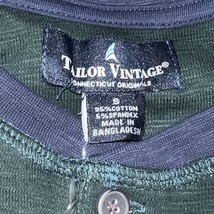 TAILOR VINTAGE®
CONNECTICUT ORIGINALS
S
95%COTTON
5%SPANDEX
MADE IN
BANGLADESH